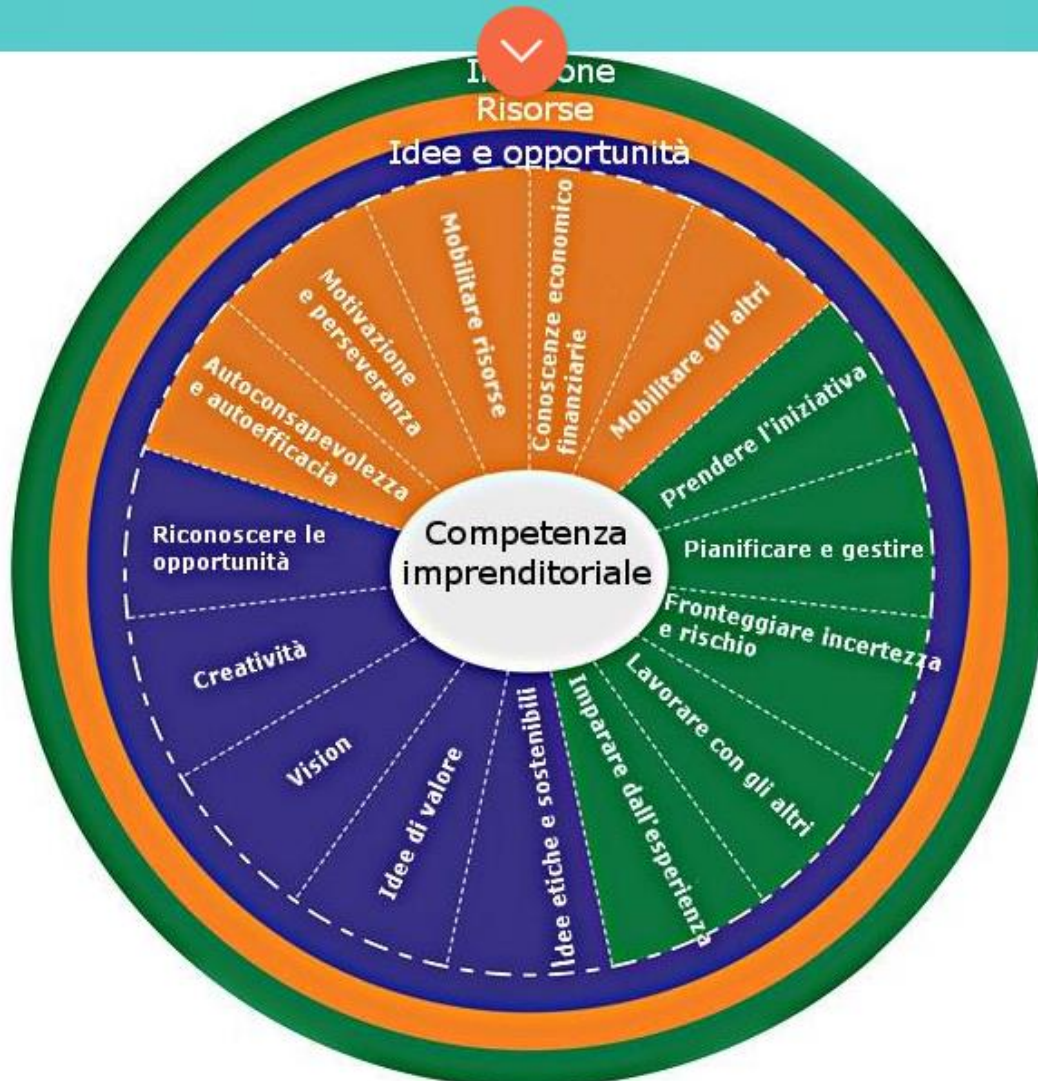 Risorse
Idee e opportunità
Autoconsapevolezza
e autoefficacia
Motivazione
e perseveranza
Mobilitare risorse
Conoscenze economico
finanziarie
Mobilitare gli altri
Prendere l'iniziativa
Pianificare e gestire
Fronteggiare incertezza
e rischio
Lavorare con gli altri
Imparare dall'esperienza
Idee etiche e sostenibili
Idee di valore
Vision
Creatività
Riconoscere le
opportunità
Competenza
imprenditoriale